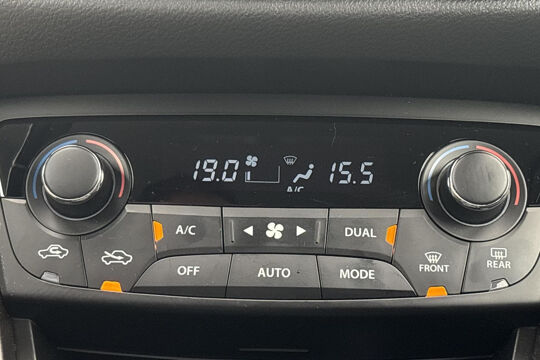 19.0 15.5
A/C
A/C DUAL
OFF AUTO MODE
FRONT REAR